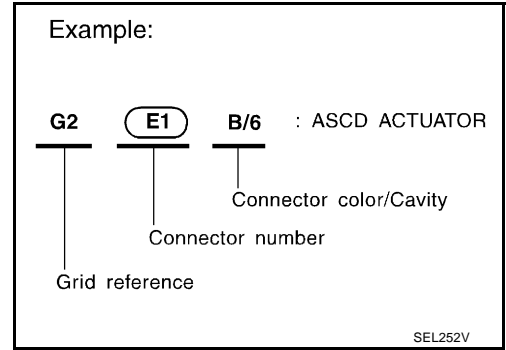 Example:
G2 E1 B/6 : ASCD ACTUATOR
Connector color/Cavity
Connector number
Grid reference
SEL252V